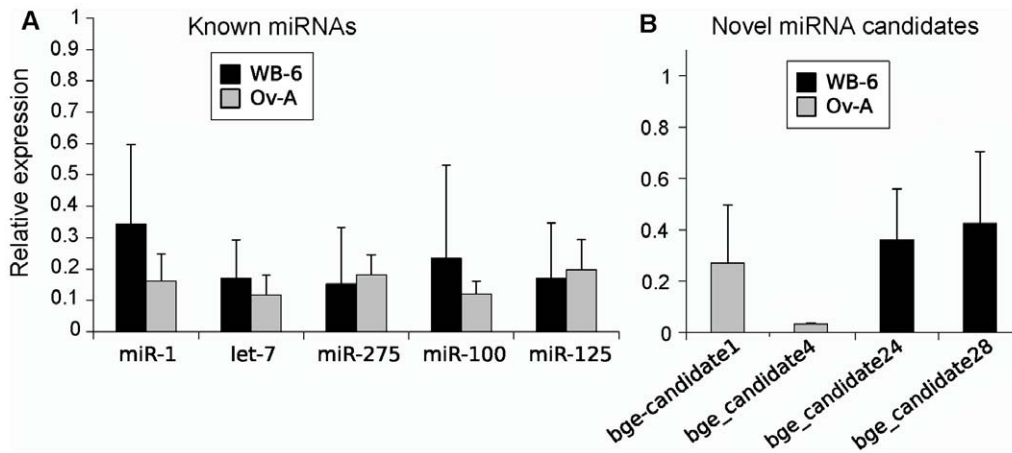 A
Known miRNAs
WB-6
Ov-A
Relative expression
1
0.9
0.8
0.7
0.6
0.5
0.4
0.3
0.2
0.1
0
miR-1 let-7 miR-275 miR-100 miR-125
B
Novel miRNA candidates
WB-6
Ov-A
1
0.8
0.6
0.4
0.2
0
bge-candidate1
bge_candidate4
bge_candidate24
bge_candidate28